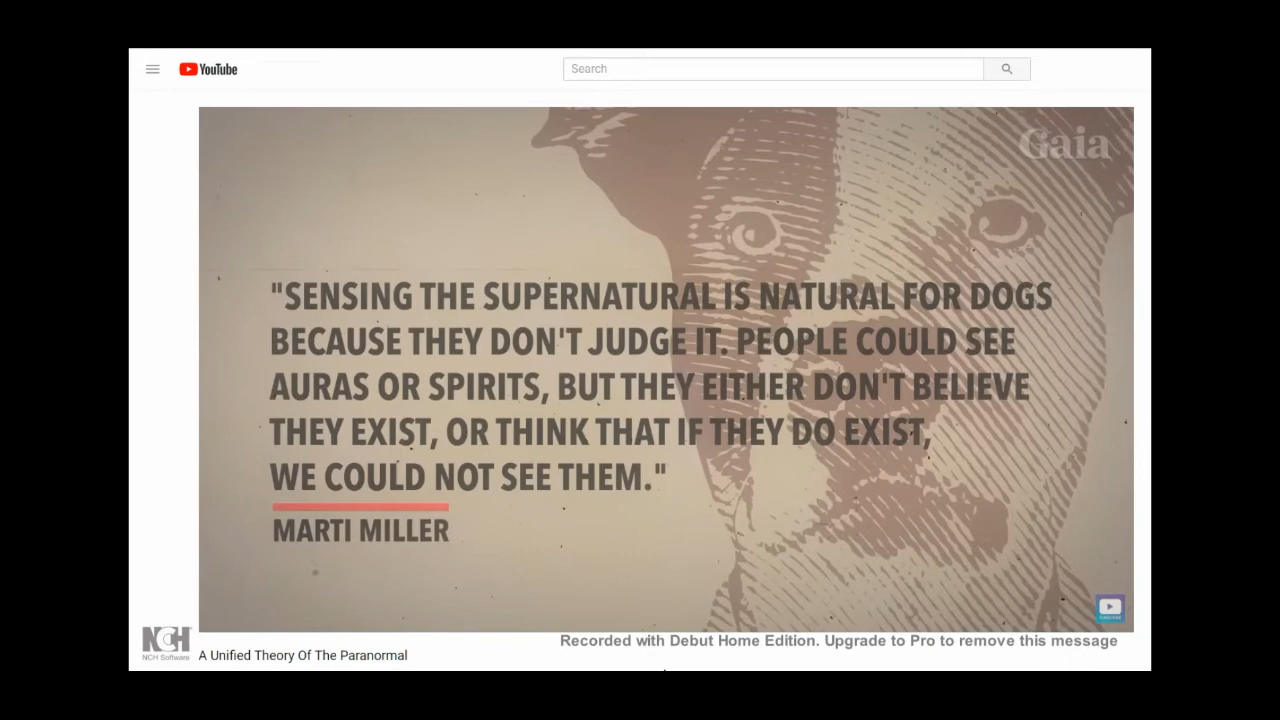 YouTube
Search
Gaia
"SENSING THE SUPERNATURAL IS NATURAL FOR DOGS
BECAUSE THEY DON'T JUDGE IT. PEOPLE COULD SEE
AURAS OR SPIRITS, BUT THEY EITHER DON'T BELIEVE
THEY EXIST, OR THINK THAT IF THEY DO EXIST,
WE COULD NOT SEE THEM."
MARTI MILLER
SUBSCRIBE
NCH
NCH Software
Recorded with Debut Home Edition. Upgrade to Pro to remove this message
A Unified Theory Of The Paranormal